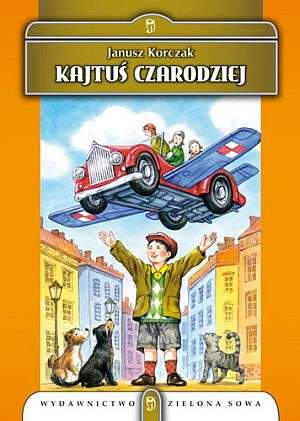 Janusz Korczak
KAJTUŚ CZARODZIEJ
WYDAWNICTWO ZIELONA SOWA